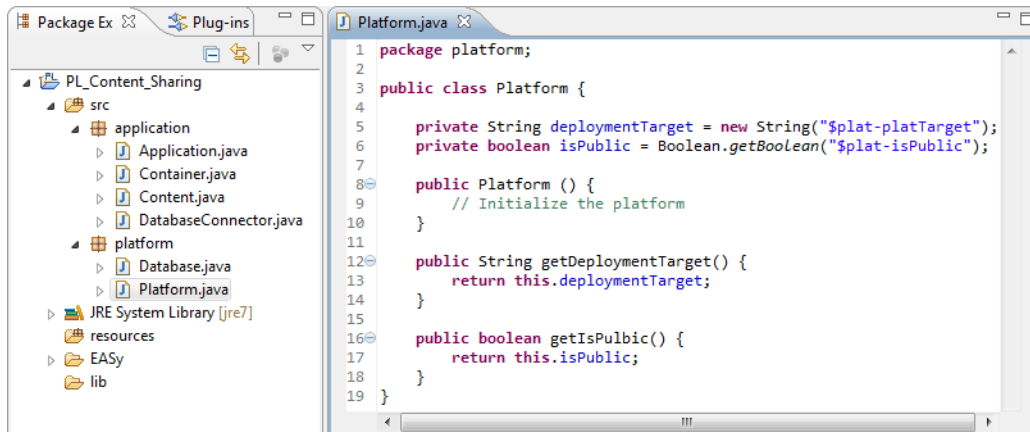 Package Ex
Plug-ins
PL_Content_Sharing
src
application
Application.java
Container.java
Content.java
DatabaseConnector.java
platform
Database.java
Platform.java
JRE System Library [jre7]
resources
EASy
lib
Platform.java
1 package platform;
2
3 public class Platform {
4
5 private String deploymentTarget = new String("$plat-platTarget");
6 private boolean isPublic = Boolean.getBoolean("$plat-isPublic");
7
8 public Platform () {
9 // Initialize the platform
10 }
11
12 public String getDeploymentTarget() {
13 return this.deploymentTarget;
14 }
15
16 public boolean getIsPulbic() {
17 return this.isPublic;
18 }
19 }